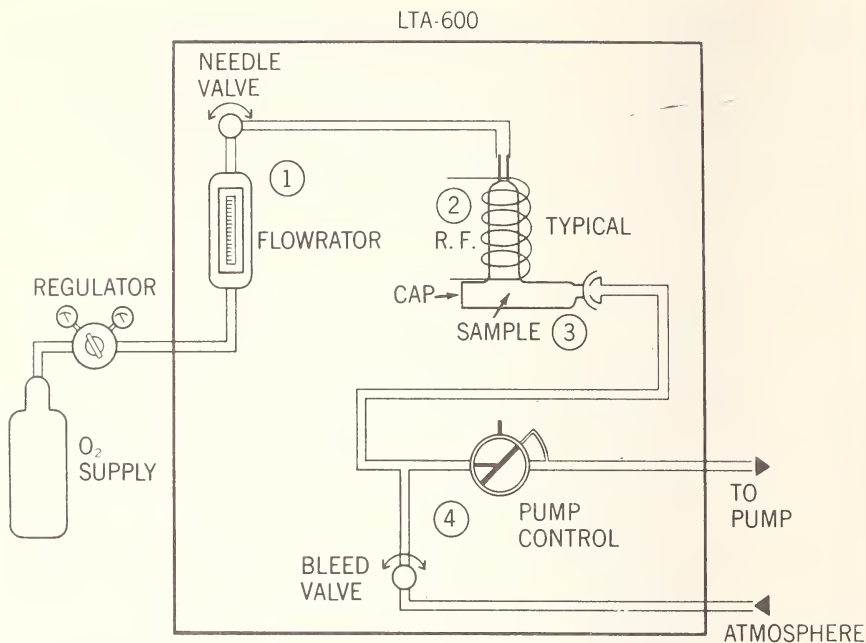 LTA-600
NEEDLE
VALVE
1
FLOWRATOR
2
R. F.
TYPICAL
REGULATOR
CAP
SAMPLE
3
O₂
SUPPLY
4
PUMP
CONTROL
TO
PUMP
BLEED
VALVE
ATMOSPHERE